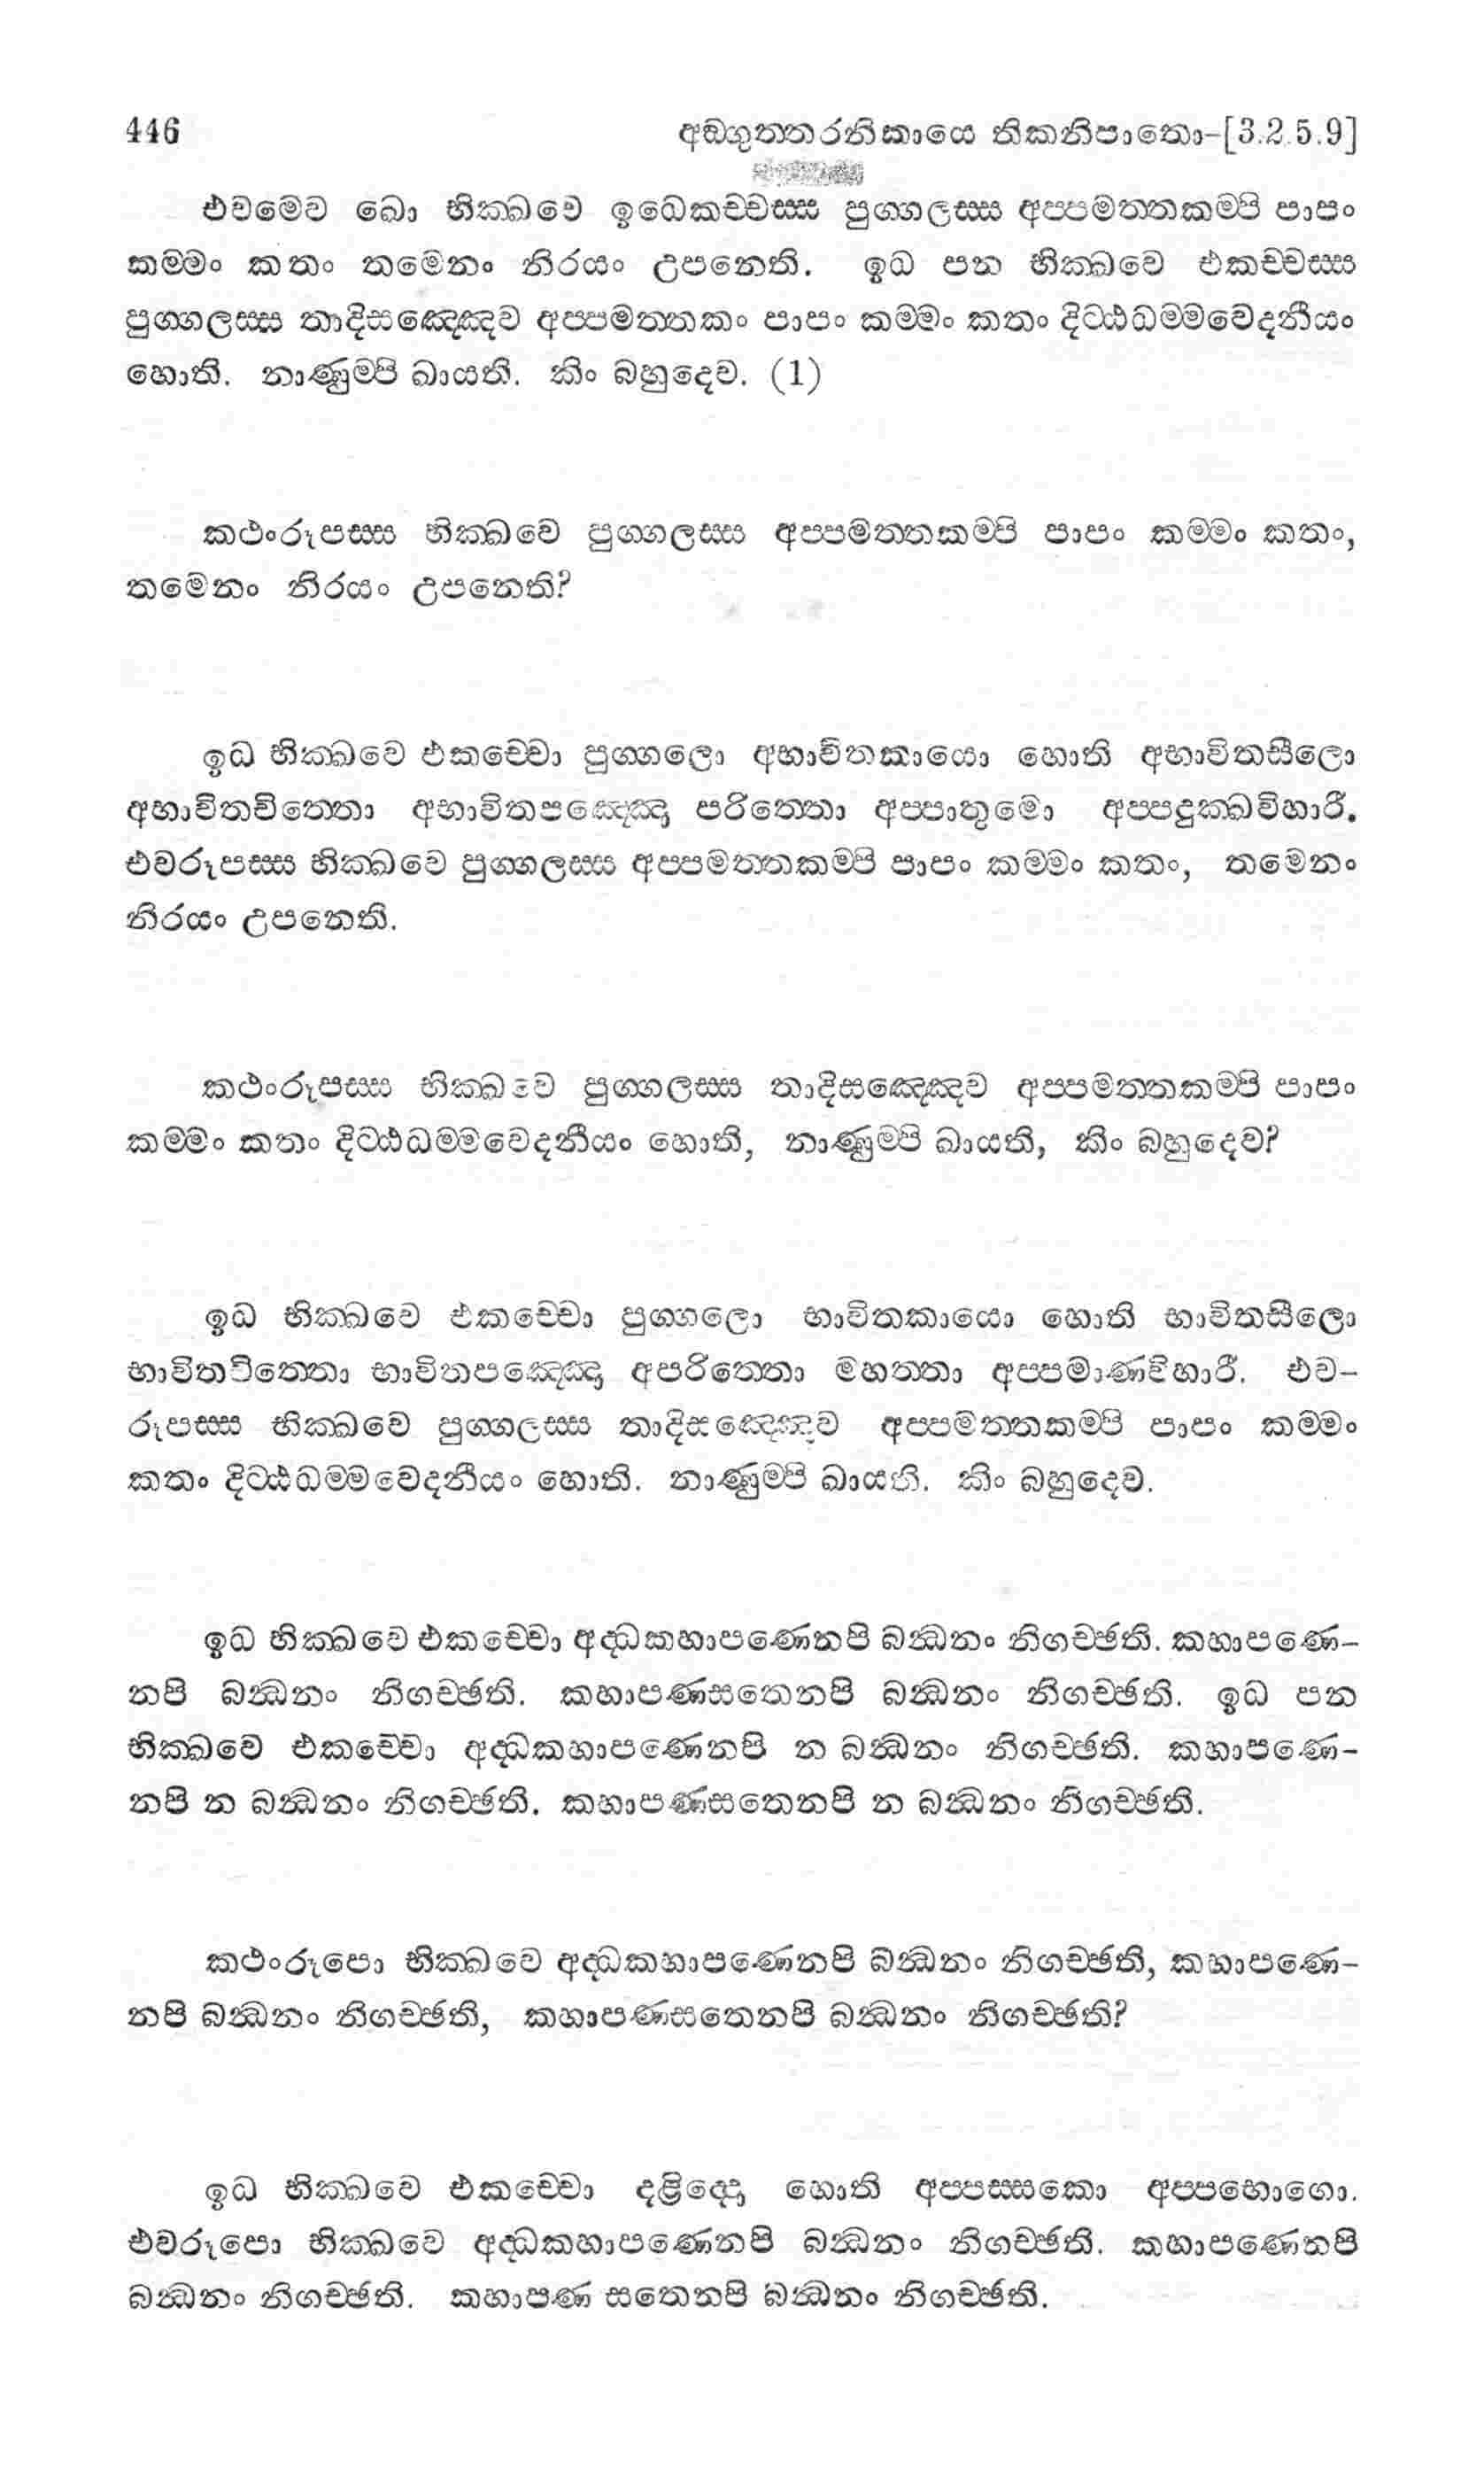 446 අඞ්ගුත්තරනිකායෙ තිකනිපාතො-[3.2.5.9]
එවමෙව ඛො භික්ඛවෙ ඉධෙකච්චස්ස පුග්ගලස්ස අප්පමත්තකම්පි පාපං
කම්මං කතං තමෙනං නිරයං උපනෙති. ඉධ පන භික්ඛවෙ එකච්චස්ස
පුග්ගලස්ස තාදිසඤ්ඤෙව අප්පමත්තකං පාපං කම්මං කතං දිට්ඨධම්මවෙදනීයං
හොති. නාණුම්පි ඛායති. කිං බහුදෙව. (1)
කථංරූපස්ස භික්ඛවෙ පුග්ගලස්ස අප්පමත්තකම්පි පාපං කම්මං කතං,
තමෙනං නිරයං උපනෙති?
ඉධ භික්ඛවෙ එකච්චො පුග්ගලො අභාවිතකායො හොති අභාවිතසීලො
අභාවිතචිත්තො අභාවිතපඤ්ඤො පරිත්තො අප්පාතුමො අප්පදුක්ඛවිහාරී.
එවරූපස්ස භික්ඛවෙ පුග්ගලස්ස අප්පමත්තකම්පි පාපං කම්මං කතං, තමෙනං
නිරයං උපනෙති.
කථංරූපස්ස භික්ඛවෙ පුග්ගලස්ස තාදිසඤ්ඤෙව අප්පමත්තකම්පි පාපං
කම්මං කතං දිට්ඨධම්මවෙදනීයං හොති, නාණුම්පි ඛායති, කිං බහුදෙව?
ඉධ භික්ඛවෙ එකච්චො පුග්ගලො භාවිතකායො හොති භාවිතසීලො
භාවිතචිත්තො භාවිතපඤ්ඤො අපරිත්තො මහත්තා අප්පමාණවිහාරී. එව-
රූපස්ස භික්ඛවෙ පුග්ගලස්ස තාදිසඤ්ඤෙව අප්පමත්තකම්පි පාපං කම්මං
කතං දිට්ඨධම්මවෙදනීයං හොති. නාණුම්පි ඛායති. කිං බහුදෙව.
ඉධ භික්ඛවෙ එකච්චො අද්ධකහාපණෙනපි බන්ධනං නිගච්ඡති. කහාපණෙ-
නපි බන්ධනං නිගච්ඡති. කහාපණසතෙනපි බන්ධනං නිගච්ඡති. ඉධ පන
භික්ඛවෙ එකච්චො අද්ධකහාපණෙනපි න බන්ධනං නිගච්ඡති. කහාපණෙ-
නපි න බන්ධනං නිගච්ඡති. කහාපණසතෙනපි න බන්ධනං නිගච්ඡති.
කථංරූපො භික්ඛවෙ අද්ධකහාපණෙනපි බන්ධනං නිගච්ඡති, කහාපණෙ-
නපි බන්ධනං නිගච්ඡති, කහාපණසතෙනපි බන්ධනං නිගච්ඡති?
ඉධ භික්ඛවෙ එකච්චො දළිද්දො හොති අප්පස්සකො අප්පභොගො.
එවරූපො භික්ඛවෙ අද්ධකහාපණෙනපි බන්ධනං නිගච්ඡති. කහාපණෙනපි
බන්ධනං නිගච්ඡති. කහාපණ සතෙනපි බන්ධනං නිගච්ඡති.